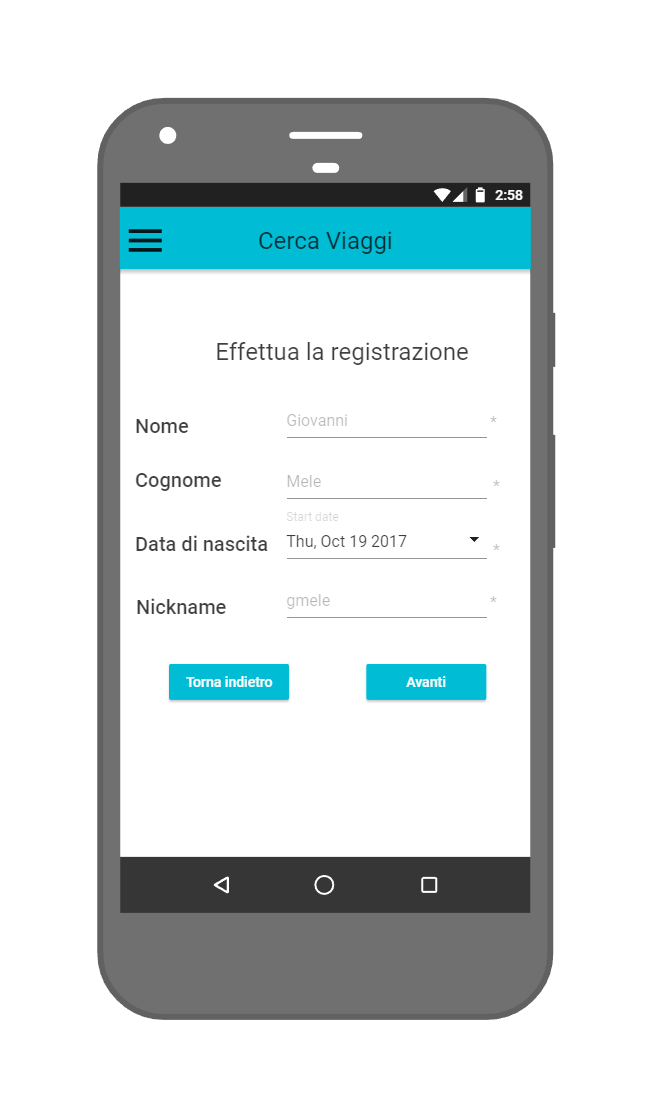 2:58
Cerca Viaggi
Effettua la registrazione
Nome Giovanni *
Cognome Mele *
Start date
Data di nascita Thu, Oct 19 2017 *
Nickname gmele *
Torna indietro Avanti